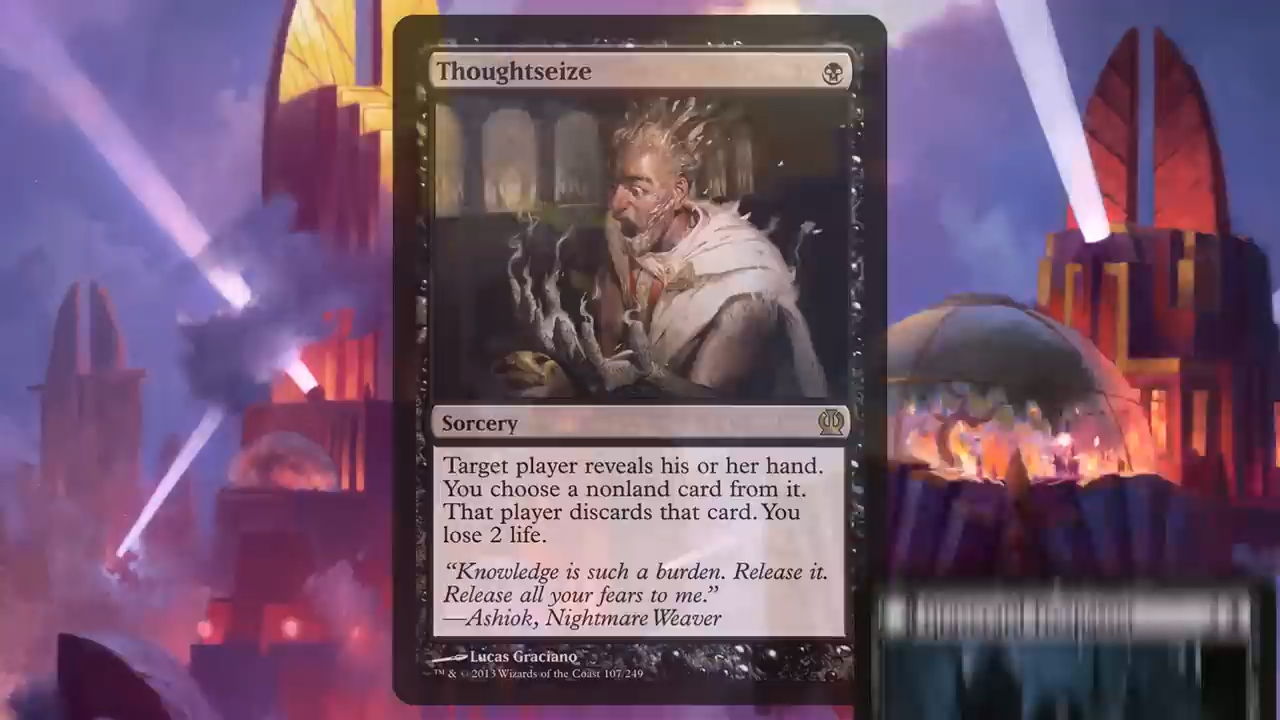 Thoughtseize
Sorcery
Target player reveals his or her hand.
You choose a nonland card from it.
That player discards that card. You
lose 2 life.
“Knowledge is such a burden. Release it.
Release all your fears to me.”
—Ashiok, Nightmare Weaver
Lucas Graciano
™ & © 2013 Wizards of the Coast 107/249